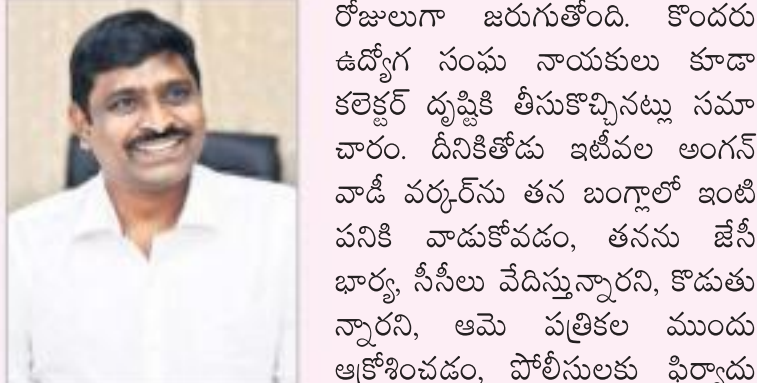 రోజులుగా జరుగుతోంది. కొందరు
ఉద్యోగ సంఘ నాయకులు కూడా
కలెక్టర్ దృష్టికి తీసుకొచ్చినట్లు సమా
చారం. దీనికితోడు ఇటీవల అంగన్
వాడీ వర్కర్‌ను తన బంగ్లాలో ఇంటి
పనికి వాడుకోవడం, తనను జేసీ
భార్య, సీసీలు వేదిస్తున్నారని, కొడుతు
న్నారని, ఆమె పత్రికల ముందు
ఆక్రోశించడం, పోలీసులకు ఫిర్యాదు